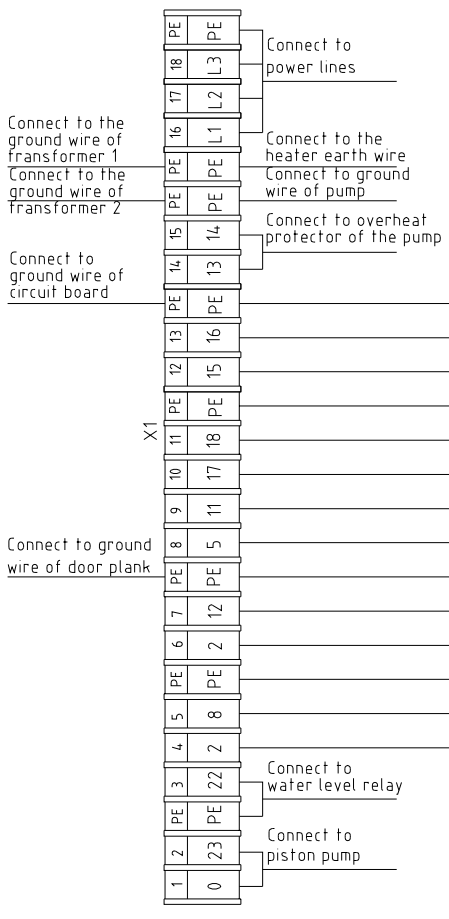 PE PE
18 L3
17 L2
16 L1
PE PE
PE PE
15 14
14 13
PE PE
13 16
12 15
PE PE
11 18
10 17
9 11
8 5
PE PE
7 12
6 2
PE PE
5 8
4 2
3 22
PE PE
2 23
1 0
X1
Connect to the
ground wire of
transformer 1
Connect to the
ground wire of
transformer 2
Connect to
ground wire of
circuit board
Connect to ground
wire of door plank
Connect to
power lines
Connect to the
heater earth wire
Connect to ground
wire of pump
Connect to overheat
protector of the pump
Connect to
water level relay
Connect to
piston pump